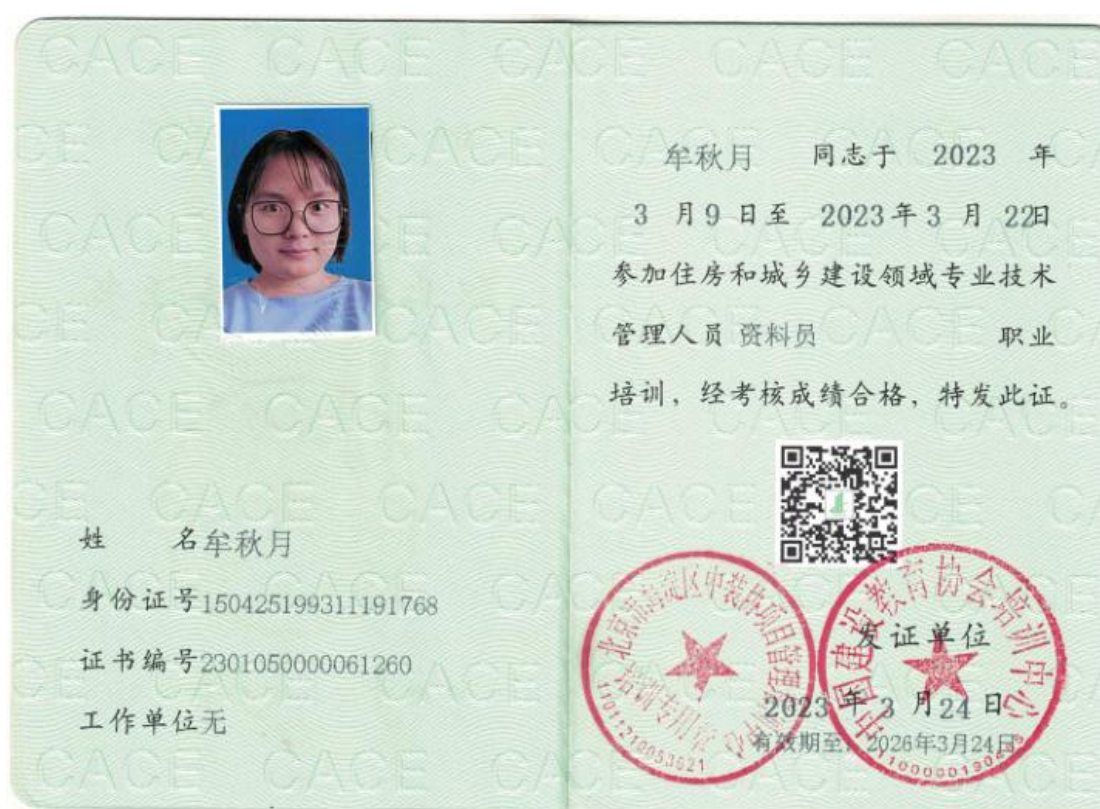 姓 名牟秋月
身份证号150425199311191768
证书编号2301050000061260
工作单位无
牟秋月 同志于 2023 年
3 月9 日至 2023年3 月 22日
参加住房和城乡建设领域专业技术
管理人员 资料员 职业
培训，经考核成绩合格，特发此证。
中国建设教育协会培训中心
发证单位
2023 年 3 月24 日
有效期至：2026年3月24日
培训专用章
CACE